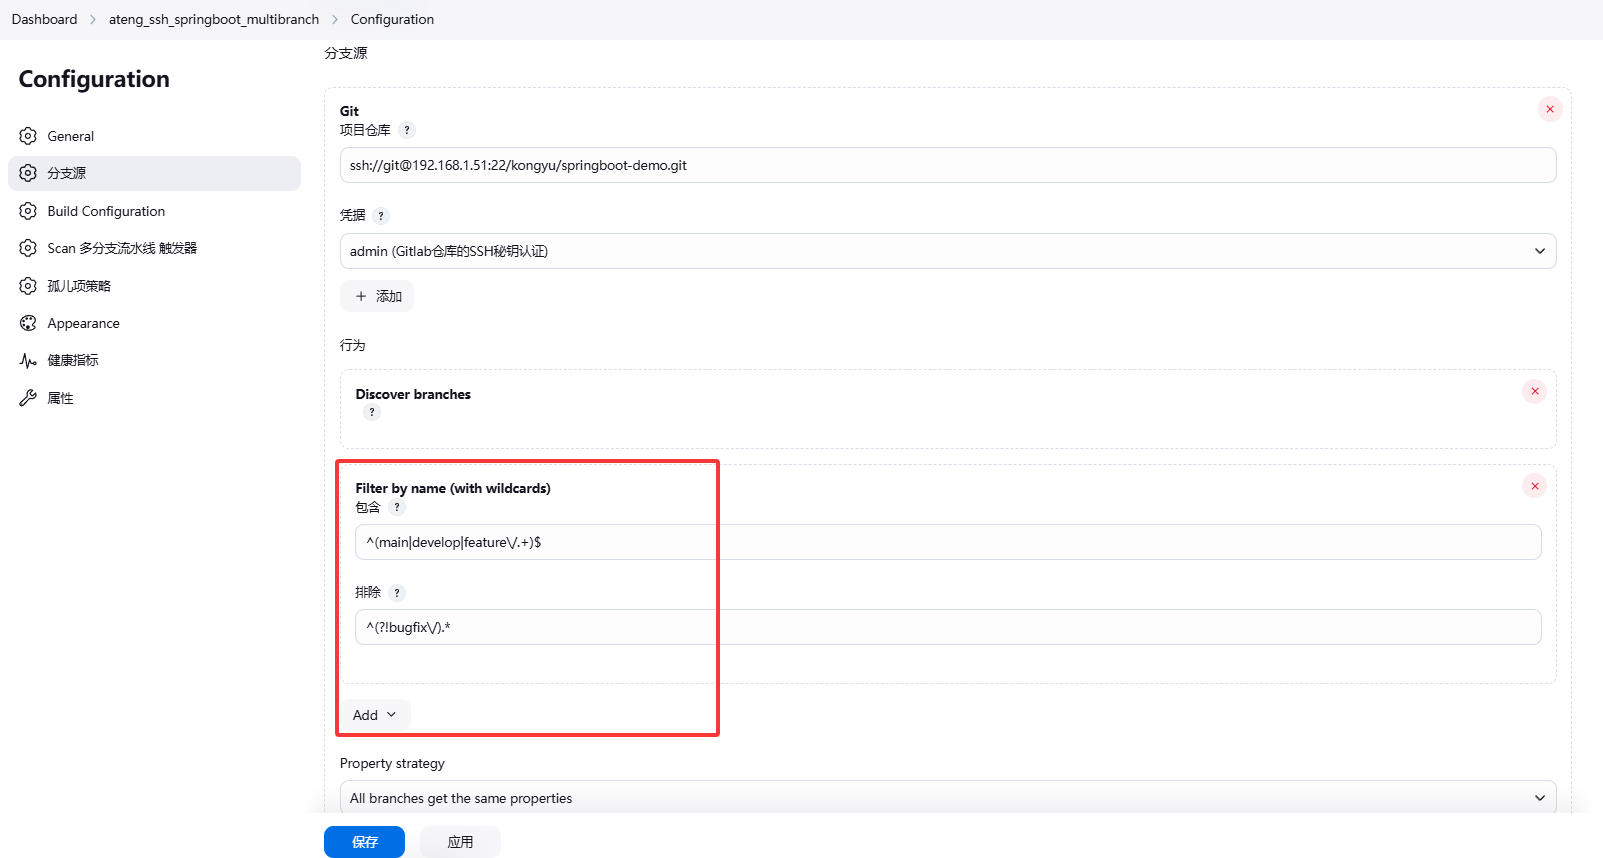 Dashboard > ateng_ssh_springboot_multibranch > Configuration
Configuration
General
分支源
Build Configuration
Scan 多分支流水线 触发器
孤儿项策略
Appearance
健康指标
属性
分支源
Git
项目仓库 ?
ssh://git@192.168.1.51:22/kongyu/springboot-demo.git
凭据 ?
admin (Gitlab仓库的SSH秘钥认证)
+ 添加
行为
Discover branches
?
Filter by name (with wildcards)
包含 ?
^(main|develop|feature\/.+)$
排除 ?
^(?!bugfix\/).*
Add
Property strategy
All branches get the same properties
保存 应用